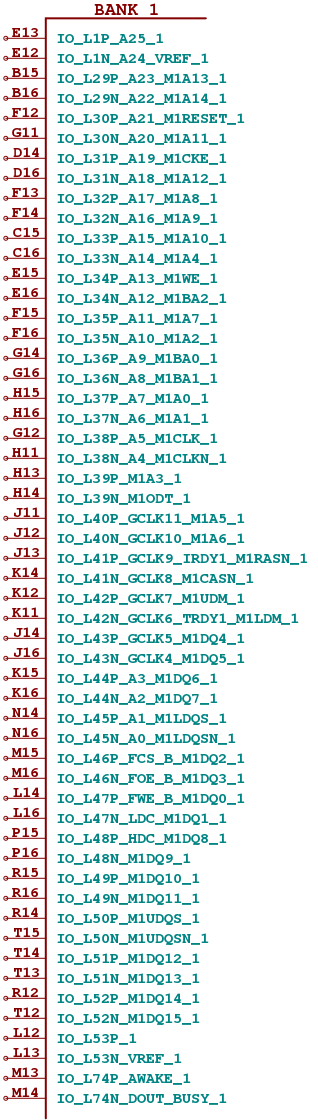 BANK 1
E13 IO_L1P_A25_1
E12 IO_L1N_A24_VREF_1
B15 IO_L29P_A23_M1A13_1
B16 IO_L29N_A22_M1A14_1
F12 IO_L30P_A21_M1RESET_1
G11 IO_L30N_A20_M1A11_1
D14 IO_L31P_A19_M1CKE_1
D16 IO_L31N_A18_M1A12_1
F13 IO_L32P_A17_M1A8_1
F14 IO_L32N_A16_M1A9_1
C15 IO_L33P_A15_M1A10_1
C16 IO_L33N_A14_M1A4_1
E15 IO_L34P_A13_M1WE_1
E16 IO_L34N_A12_M1BA2_1
F15 IO_L35P_A11_M1A7_1
F16 IO_L35N_A10_M1A2_1
G14 IO_L36P_A9_M1BA0_1
G16 IO_L36N_A8_M1BA1_1
H15 IO_L37P_A7_M1A0_1
H16 IO_L37N_A6_M1A1_1
G12 IO_L38P_A5_M1CLK_1
H11 IO_L38N_A4_M1CLKN_1
H13 IO_L39P_M1A3_1
H14 IO_L39N_M1ODT_1
J11 IO_L40P_GCLK11_M1A5_1
J12 IO_L40N_GCLK10_M1A6_1
J13 IO_L41P_GCLK9_IRDY1_M1RASN_1
K14 IO_L41N_GCLK8_M1CASN_1
K12 IO_L42P_GCLK7_M1UDM_1
K11 IO_L42N_GCLK6_TRDY1_M1LDM_1
J14 IO_L43P_GCLK5_M1DQ4_1
J16 IO_L43N_GCLK4_M1DQ5_1
K15 IO_L44P_A3_M1DQ6_1
K16 IO_L44N_A2_M1DQ7_1
N14 IO_L45P_A1_M1LDQS_1
N16 IO_L45N_A0_M1LDQSN_1
M15 IO_L46P_FCS_B_M1DQ2_1
M16 IO_L46N_FOE_B_M1DQ3_1
L14 IO_L47P_FWE_B_M1DQ0_1
L16 IO_L47N_LDC_M1DQ1_1
P15 IO_L48P_HDC_M1DQ8_1
P16 IO_L48N_M1DQ9_1
R15 IO_L49P_M1DQ10_1
R16 IO_L49N_M1DQ11_1
R14 IO_L50P_M1UDQS_1
T15 IO_L50N_M1UDQSN_1
T14 IO_L51P_M1DQ12_1
T13 IO_L51N_M1DQ13_1
R12 IO_L52P_M1DQ14_1
T12 IO_L52N_M1DQ15_1
L12 IO_L53P_1
L13 IO_L53N_VREF_1
M13 IO_L74P_AWAKE_1
M14 IO_L74N_DOUT_BUSY_1